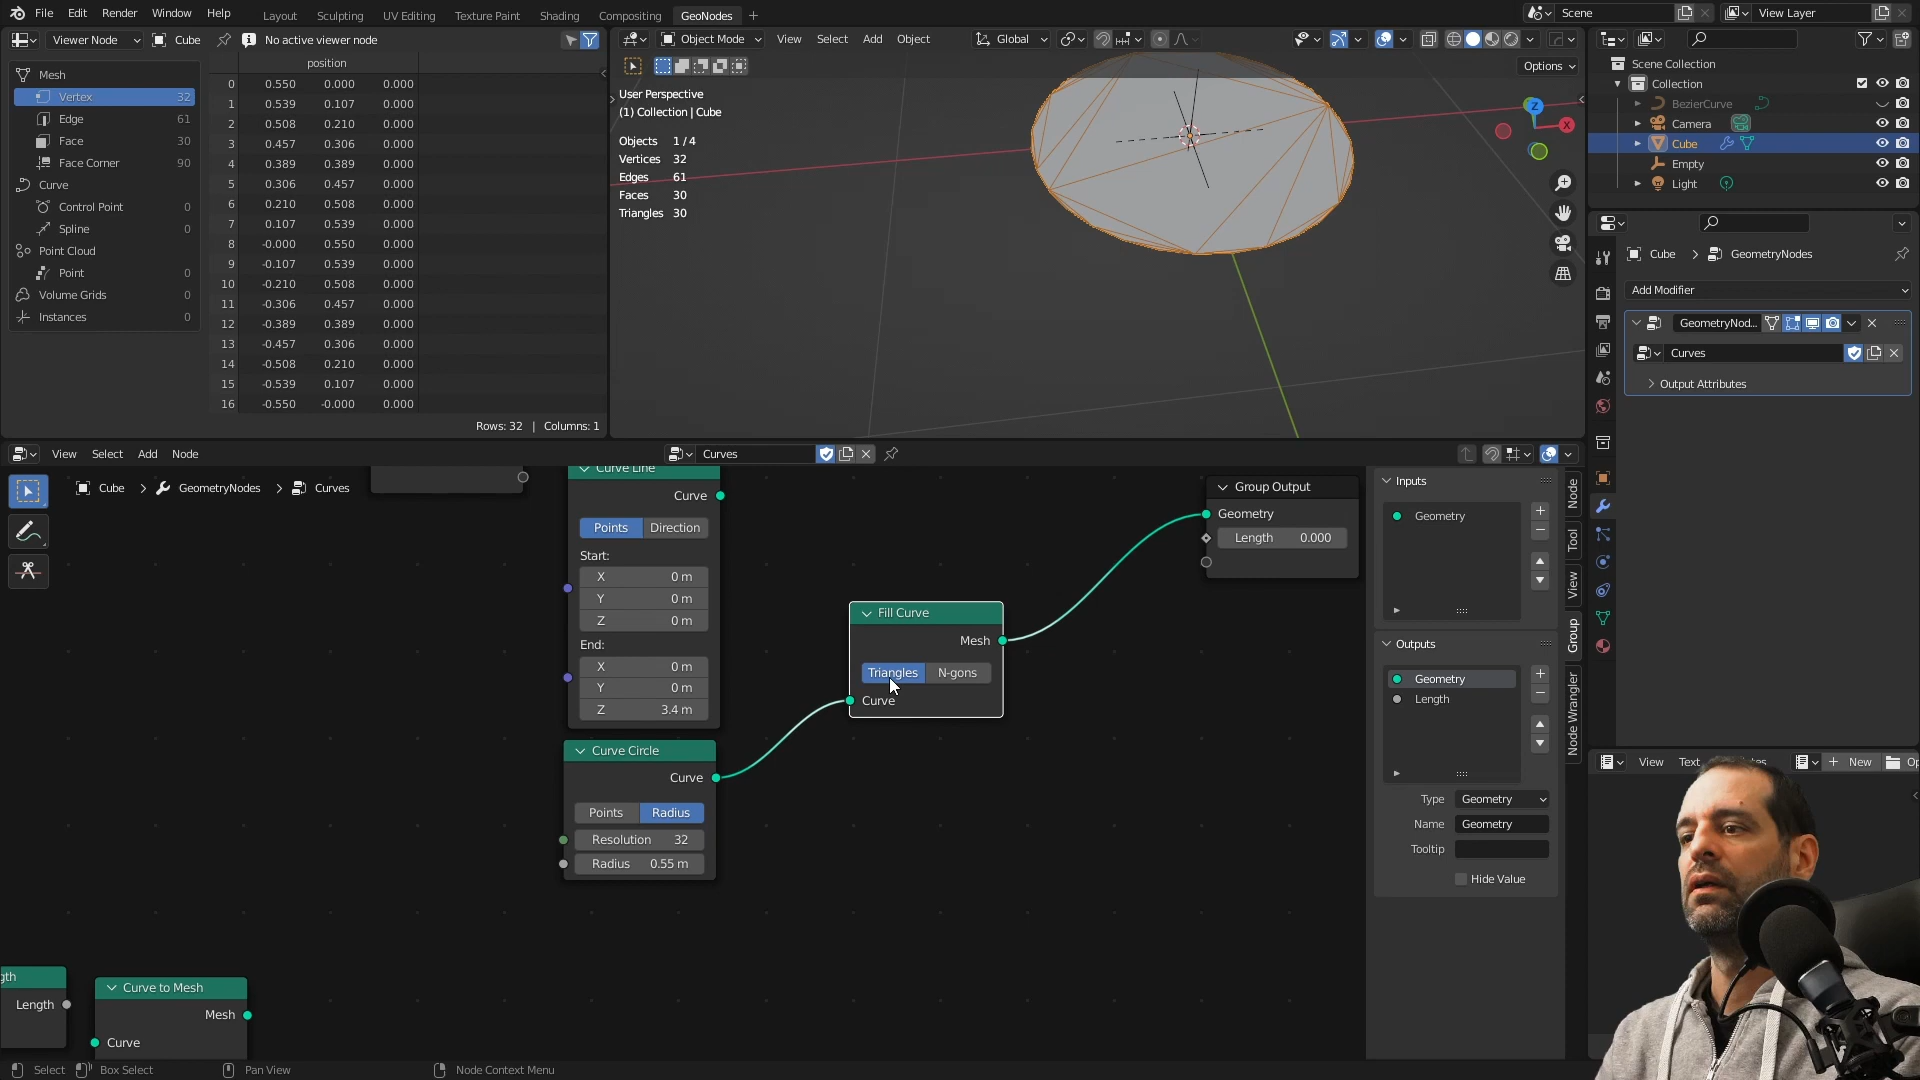 File Edit Render Window Help
Layout Sculpting UV Editing Texture Paint Shading Compositing GeoNodes +
Scene View Layer
Viewer Node Cube No active viewer node
position
Mesh
Vertex 32
Edge 61
Face 30
Face Corner 90
Curve
Control Point 0
Spline 0
Point Cloud
Point 0
Volume Grids 0
Instances 0
0 0.550 0.000 0.000
1 0.539 0.107 0.000
2 0.508 0.210 0.000
3 0.457 0.306 0.000
4 0.389 0.389 0.000
5 0.306 0.457 0.000
6 0.210 0.508 0.000
7 0.107 0.539 0.000
8 -0.000 0.550 0.000
9 -0.107 0.539 0.000
10 -0.210 0.508 0.000
11 -0.306 0.457 0.000
12 -0.389 0.389 0.000
13 -0.457 0.306 0.000
14 -0.508 0.210 0.000
15 -0.539 0.107 0.000
16 -0.550 -0.000 0.000
Rows: 32 | Columns: 1
Object Mode View Select Add Object Global
Options
User Perspective
(1) Collection | Cube
Objects 1 / 4
Vertices 32
Edges 61
Faces 30
Triangles 30
Z
X
Scene Collection
Collection
BezierCurve
Camera
Cube
Empty
Light
Cube GeometryNodes
Add Modifier
GeometryNod...
Curves
Output Attributes
View Select Add Node Curves
Cube GeometryNodes Curves
Curve Line
Curve
Points Direction
Start:
X 0 m
Y 0 m
Z 0 m
End:
X 0 m
Y 0 m
Z 3.4 m
Curve Circle
Curve
Points Radius
Resolution 32
Radius 0.55 m
Fill Curve
Mesh
Triangles N-gons
Curve
Group Output
Geometry
Length 0.000
gth
Length
Curve to Mesh
Mesh
Curve
Inputs
Geometry
Outputs
Geometry
Length
Type Geometry
Name Geometry
Tooltip
Hide Value
Node
Tool
View
Group
Node Wrangler
View Text New Op
Select Box Select Pan View Node Context Menu